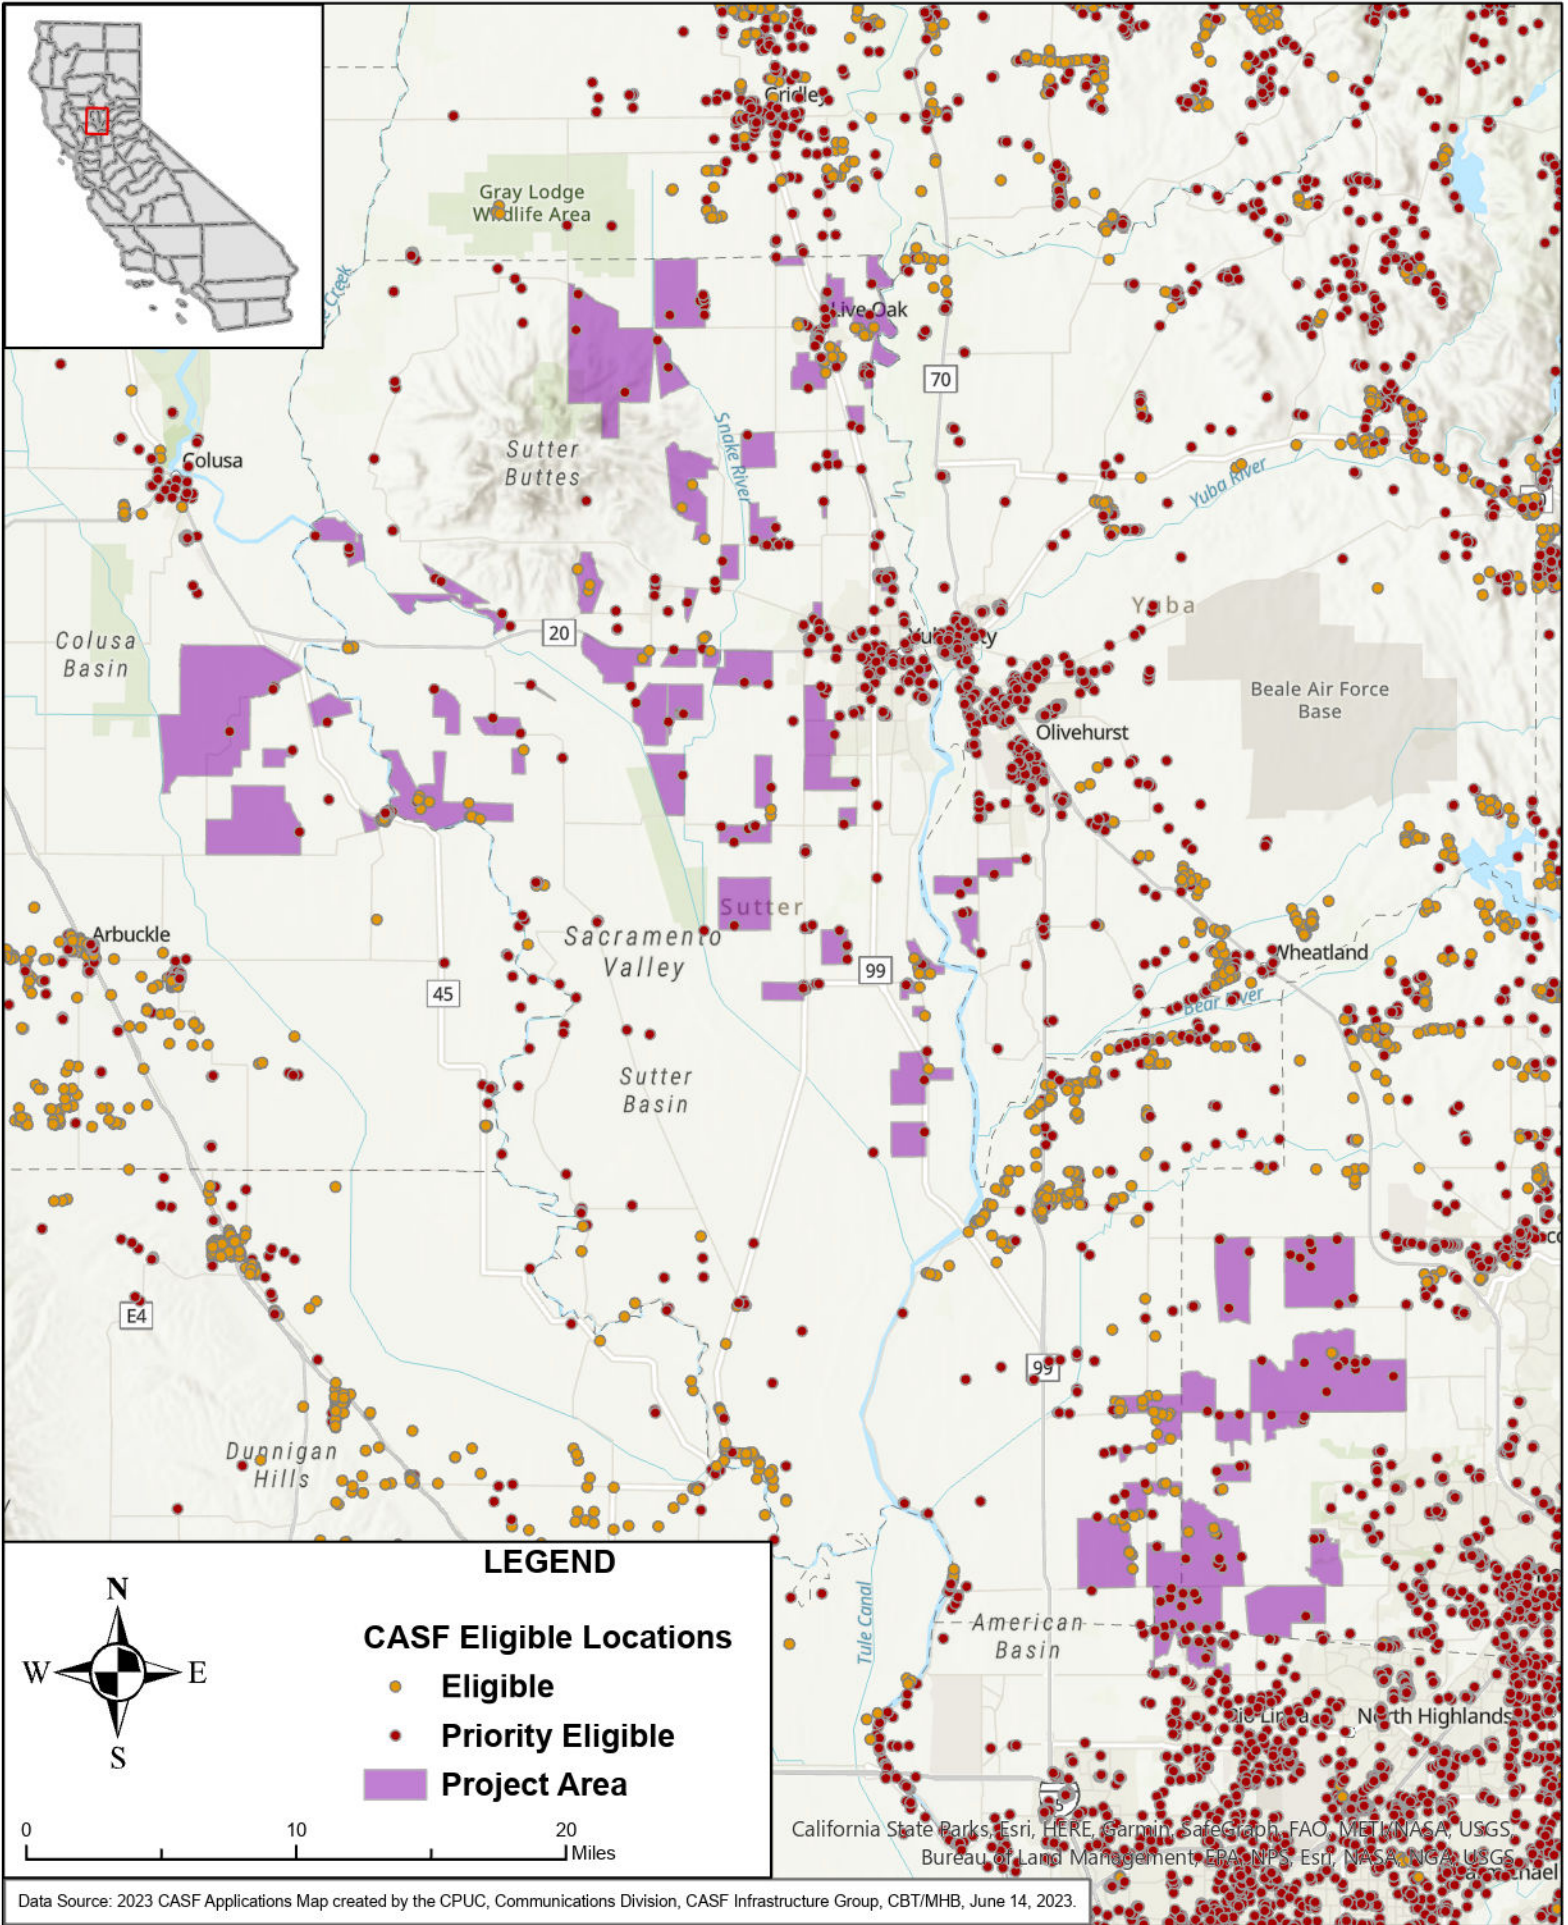 Gridley
Gray Lodge
Wildlife Area
Creek
Live Oak
70
Snake River
Sutter
Buttes
Colusa
Yuba River
Yuba
20
Colusa
Basin
Beale Air Force
Base
Olivehurst
Sutter
Arbuckle
Sacramento
Valley
99
Wheatland
45
Bear River
Sutter
Basin
E4
99
Dunnigan
Hills
American
Basin
Tule Canal
North Highlands
5
LEGEND
N
W
E
S
CASF Eligible Locations
Eligible
Priority Eligible
Project Area
0
10
20
Miles
California State Parks, Esri, HERE, Garmin, SafeGraph, FAO, METI/NASA, USGS,
Bureau of Land Management, EPA, NPS, Esri, NASA, NGA, USGS
Data Source: 2023 CASF Applications Map created by the CPUC, Communications Division, CASF Infrastructure Group, CBT/MHB, June 14, 2023.